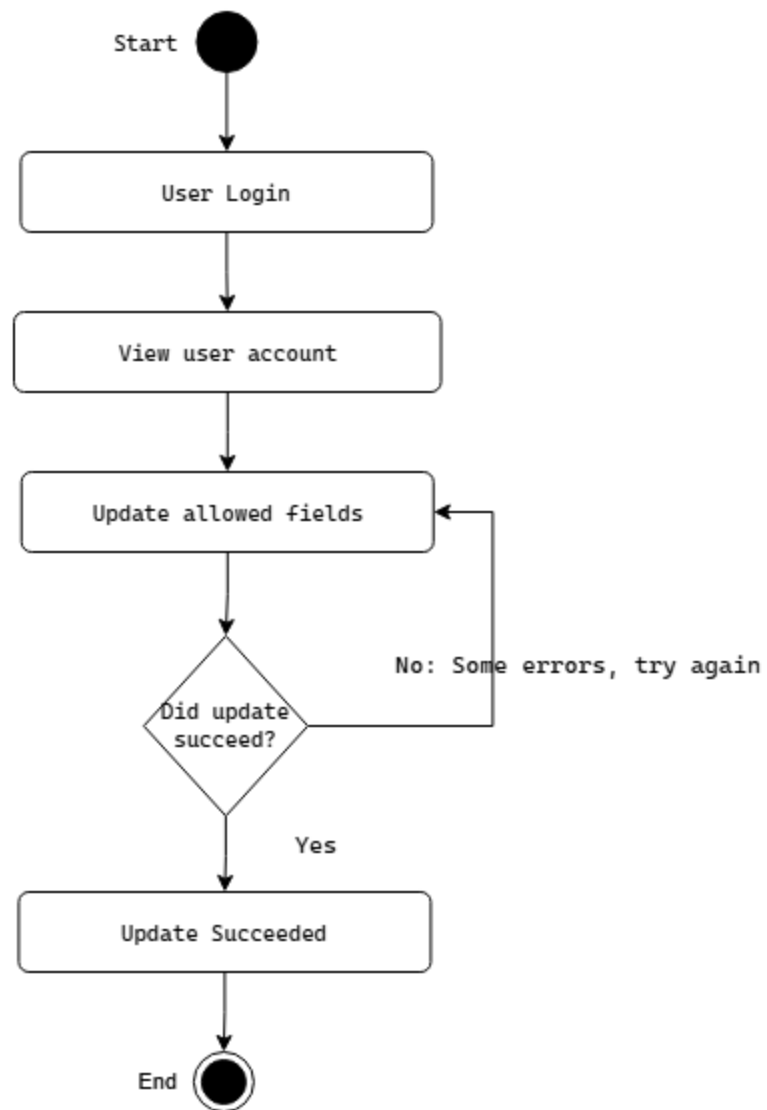 Start
User Login
View user account
Update allowed fields
No: Some errors, try again
Did update
succeed?
Yes
Update Succeeded
End